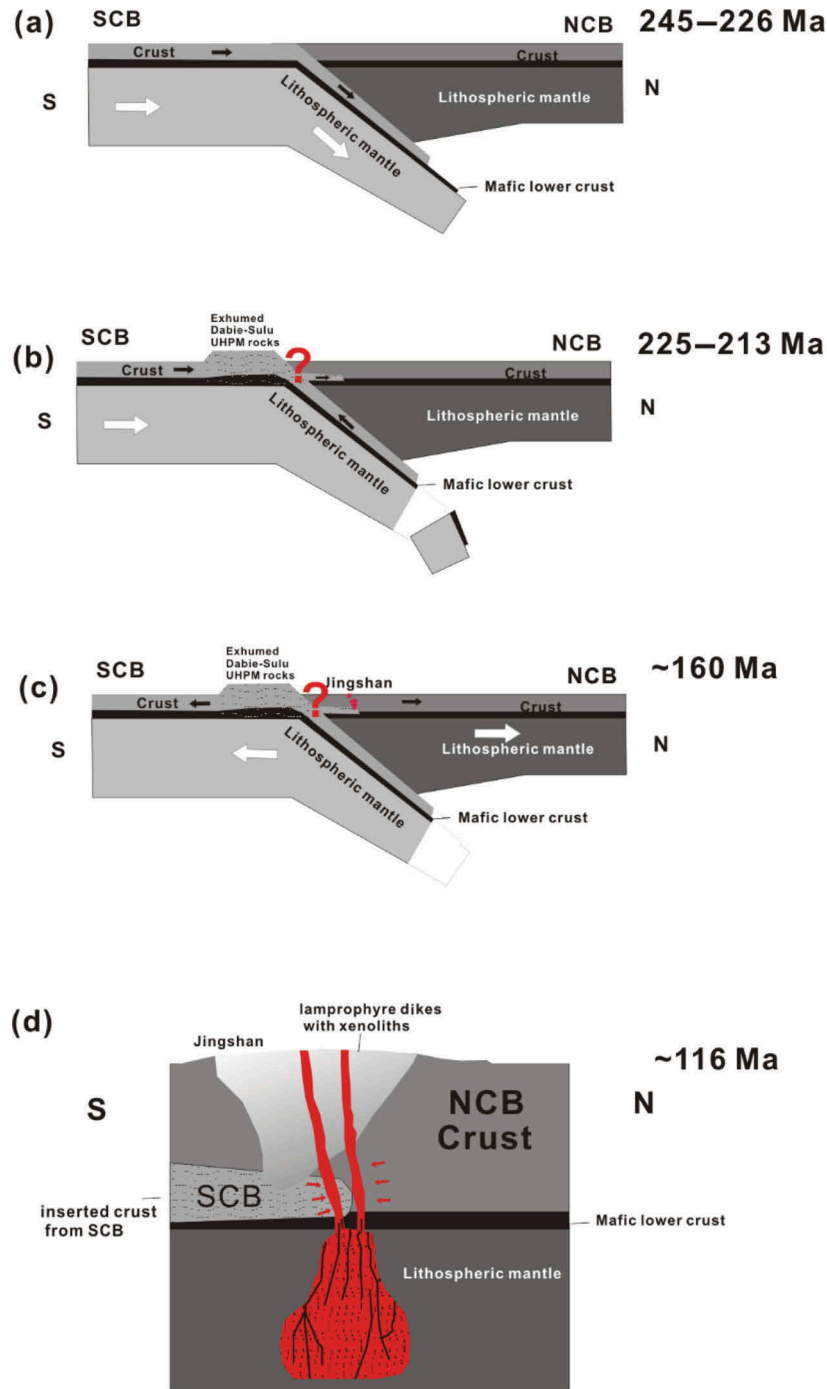 (a)
SCB
NCB
245–226 Ma
Crust
Crust
S
Lithospheric mantle
Lithospheric mantle
N
Mafic lower crust
(b)
SCB
Exhumed
Dabie-Sulu
UHPM rocks
?
NCB
225–213 Ma
Crust
Crust
S
Lithospheric mantle
Lithospheric mantle
N
Mafic lower crust
(c)
SCB
Exhumed
Dabie-Sulu
UHPM rocks
?
Jingshan
NCB
~160 Ma
Crust
Crust
S
Lithospheric mantle
Lithospheric mantle
N
Mafic lower crust
(d)
lamprophyre dikes
with xenoliths
Jingshan
~116 Ma
S
NCB
Crust
N
SCB
inserted crust
from SCB
Mafic lower crust
Lithospheric mantle